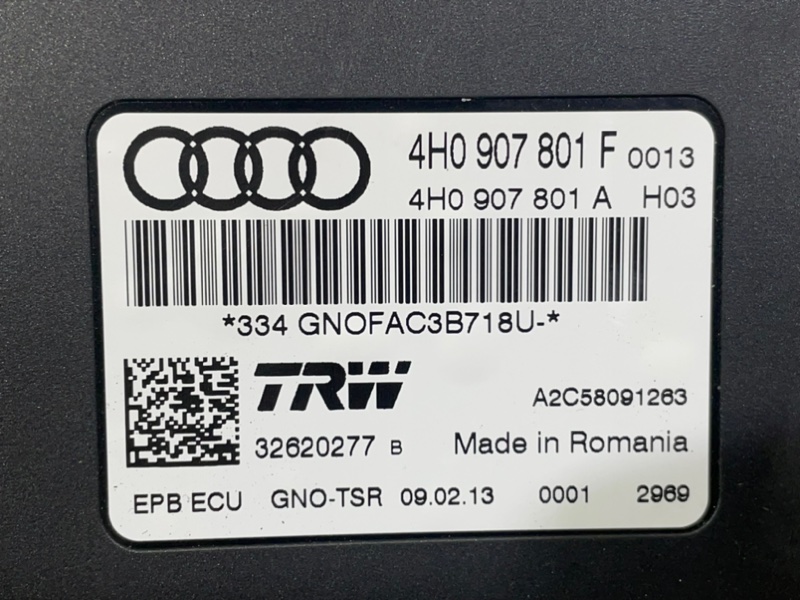 4H0 907 801 F 0013
4H0 907 801 A H03
*334 GNOFAC3B718U-*
TRW
A2C58091263
32620277 B Made in Romania
EPB ECU GNO-TSR 09.02.13 0001 2969